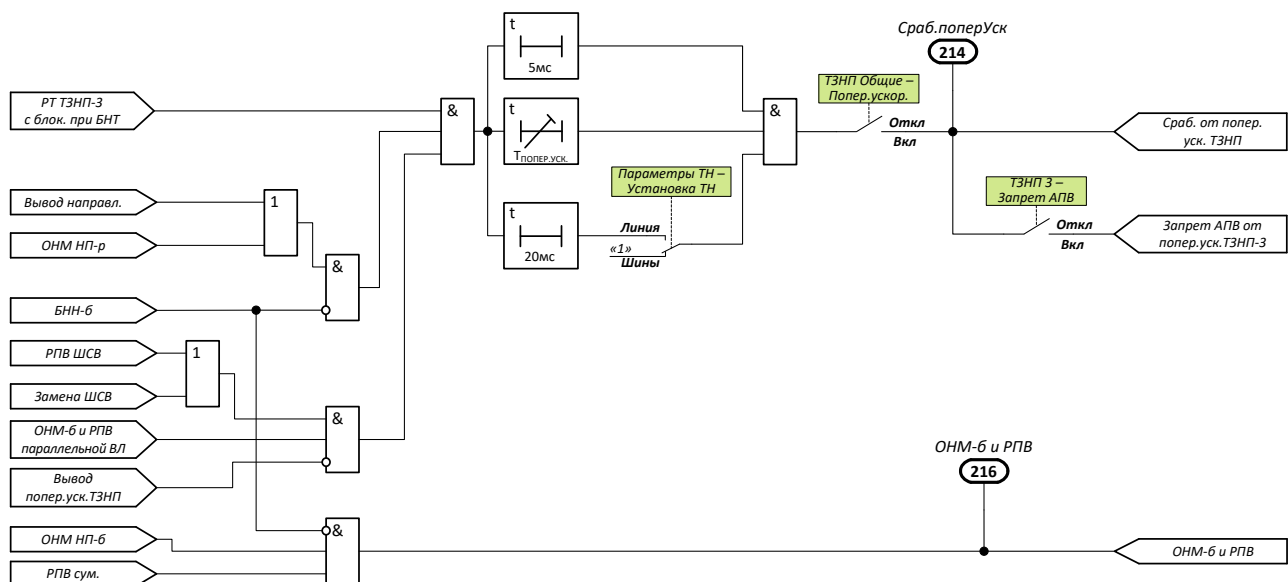 Сраб.поперУск
214
t
5мс
ТЗНП Общие –
Попер.ускор.
РТ ТЗНП-3
с блок. при БНТ
&
t
TПОПЕР.УСК.
&
Откл
Вкл
Сраб. от попер.
уск. ТЗНП
Параметры ТН –
Установка ТН
ТЗНП 3 –
Запрет АПВ
Вывод направл.
1
t
20мс
Линия
«1»
Шины
Откл
Вкл
Запрет АПВ от
попер.уск.ТЗНП-3
ОНМ НП-р
&
БНН-б
РПВ ШСВ
1
Замена ШСВ
&
ОНМ-б и РПВ
параллельной ВЛ
Вывод
попер.уск.ТЗНП
ОНМ-б и РПВ
216
&
ОНМ НП-б
ОНМ-б и РПВ
РПВ сум.